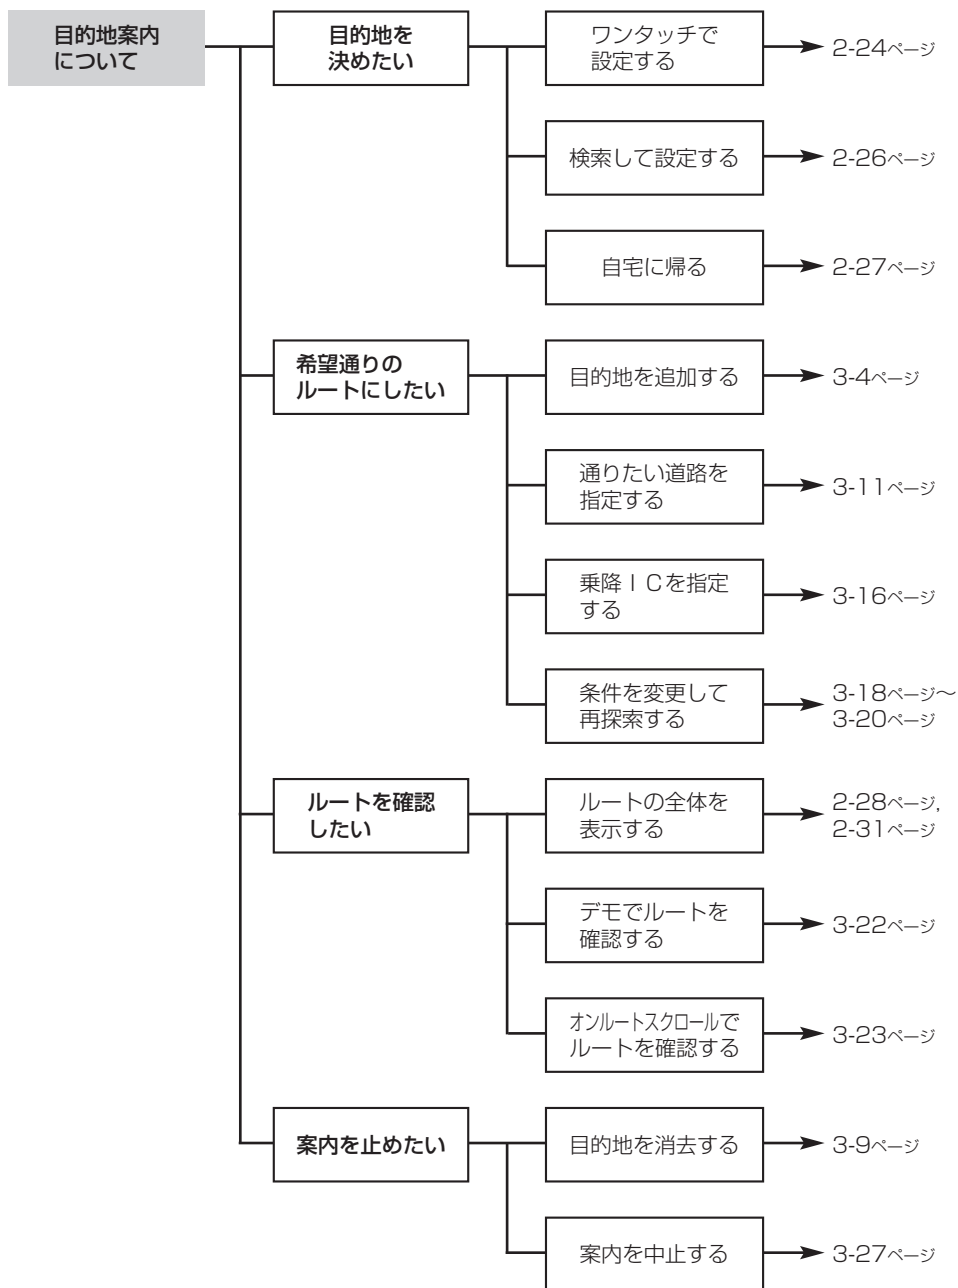 目的地案内
について
目的地を
決めたい
ワンタッチで
設定する
2-24ページ
検索して設定する
2-26ページ
自宅に帰る
2-27ページ
希望通りの
ルートにしたい
目的地を追加する
3-4ページ
通りたい道路を
指定する
3-11ページ
乗降ＩＣを指定
する
3-16ページ
条件を変更して
再探索する
3-18ページ〜
3-20ページ
ルートを確認
したい
ルートの全体を
表示する
2-28ページ,
2-31ページ
デモでルートを
確認する
3-22ページ
オンルートスクロールで
ルートを確認する
3-23ページ
案内を止めたい
目的地を消去する
3-9ページ
案内を中止する
3-27ページ